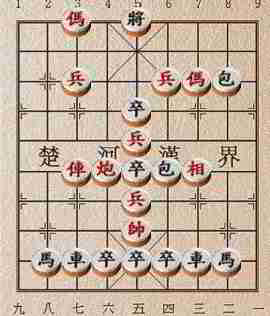 1 2 3 4 5 6 7 8 9
傌 將
兵 兵 傌 包
卒
兵
楚 河 漢 界
俥 炮 卒 包 相
兵
帥
馬 車 卒 卒 卒 車 馬
九 八 七 六 五 四 三 二 一